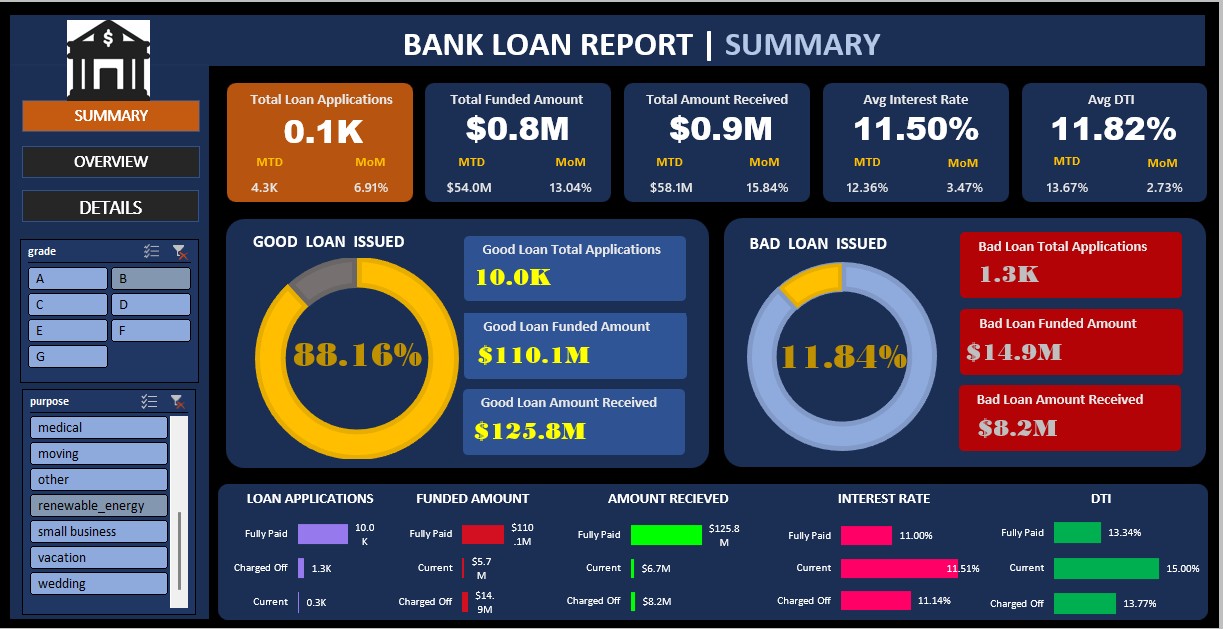 $
BANK LOAN REPORT | SUMMARY
SUMMARY
OVERVIEW
DETAILS
grade
A
B
C
D
E
F
G
purpose
medical
moving
other
renewable_energy
small business
vacation
wedding
Total Loan Applications
0.1K
MTD MoM
4.3K 6.91%
Total Funded Amount
$0.8M
MTD MoM
$54.0M 13.04%
Total Amount Received
$0.9M
MTD MoM
$58.1M 15.84%
Avg Interest Rate
11.50%
MTD MoM
12.36% 3.47%
Avg DTI
11.82%
MTD MoM
13.67% 2.73%
GOOD LOAN ISSUED
88.16%
Good Loan Total Applications
10.0K
Good Loan Funded Amount
$110.1M
Good Loan Amount Received
$125.8M
BAD LOAN ISSUED
11.84%
Bad Loan Total Applications
1.3K
Bad Loan Funded Amount
$14.9M
Bad Loan Amount Received
$8.2M
LOAN APPLICATIONS
Fully Paid
10.0
K
Charged Off 1.3K
Current 0.3K
FUNDED AMOUNT
Fully Paid
$110
.1M
Current
$5.7
M
Charged Off
$14.
9M
AMOUNT RECIEVED
Fully Paid
$125.8
M
Current $6.7M
Charged Off $8.2M
INTEREST RATE
Fully Paid 11.00%
Current 11.51%
Charged Off 11.14%
DTI
Fully Paid 13.34%
Current 15.00%
Charged Off 13.77%